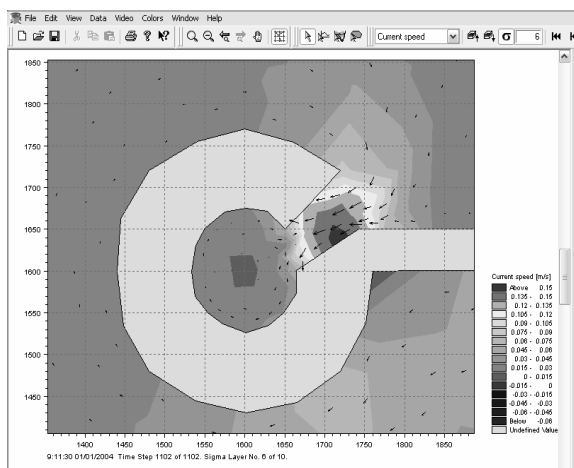 File Edit View Data Video Colors Window Help
Current speed 6
1850
1800
1750
1700
1650
1600
1550
1500
1450
1400 1450 1500 1550 1600 1650 1700 1750 1800 1850
9:11:30 01/01/2004 Time Step 1102 of 1102. Sigma Layer No. 6 of 10.
Current speed [m/s]
Above 0.15
0.135 - 0.15
0.12 - 0.135
0.105 - 0.12
0.09 - 0.105
0.075 - 0.09
0.06 - 0.075
0.045 - 0.06
0.03 - 0.045
0.015 - 0.03
0 - 0.015
-0.015 - 0
-0.03 - -0.015
-0.045 - -0.03
-0.06 - -0.045
Below -0.06
Undefined Value